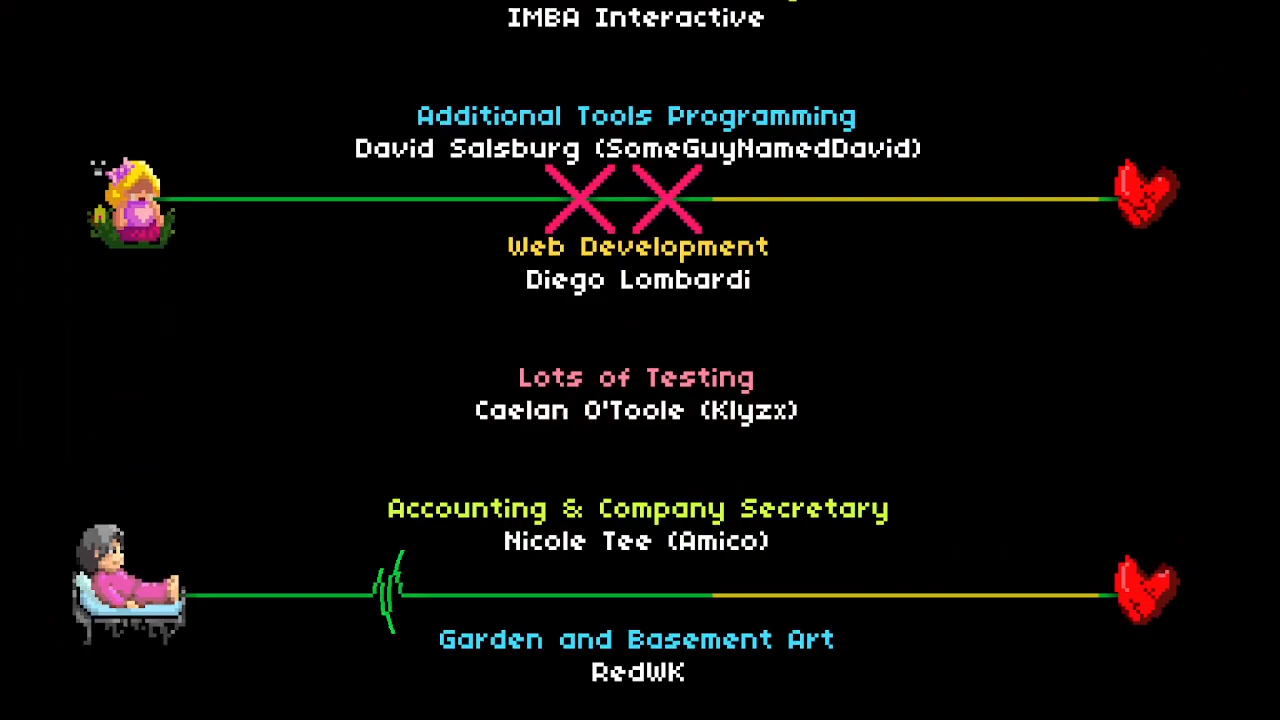 IMBA Interactive
Additional Tools Programming
David Salsburg (SomeGuyNamedDavid)
Web Development
Diego Lombardi
Lots of Testing
Caelan O'Toole (Klyzx)
Accounting & Company Secretary
Nicole Tee (Amico)
Garden and Basement Art
RedWK